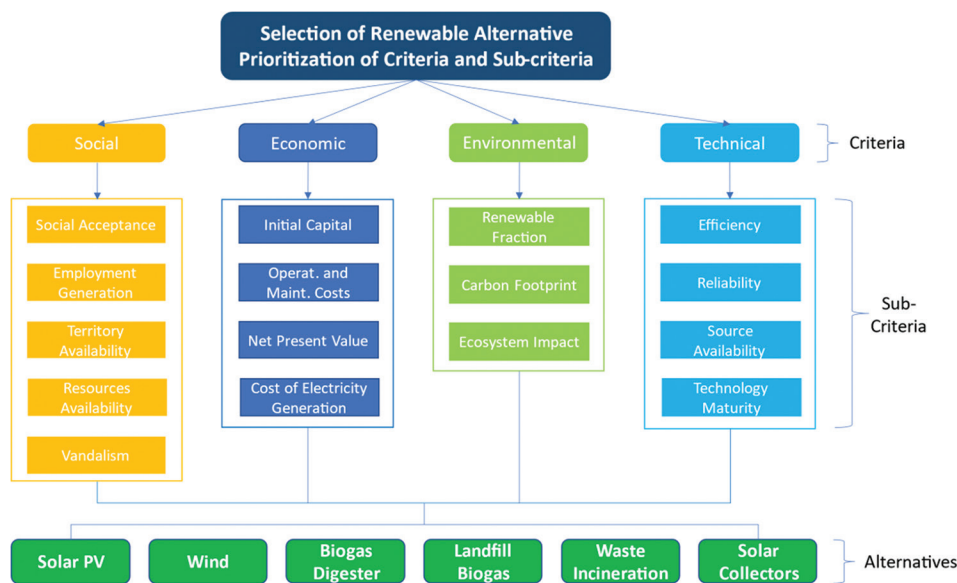 Selection of Renewable Alternative
Prioritization of Criteria and Sub-criteria
Social
Economic
Environmental
Technical
Criteria
Social Acceptance
Employment
Generation
Territory
Availability
Resources
Availability
Vandalism
Initial Capital
Operat. and
Maint. Costs
Net Present Value
Cost of Electricity
Generation
Renewable
Fraction
Carbon Footprint
Ecosystem Impact
Efficiency
Reliability
Source
Availability
Technology
Maturity
Sub-
Criteria
Solar PV
Wind
Biogas
Digester
Landfill
Biogas
Waste
Incineration
Solar
Collectors
Alternatives